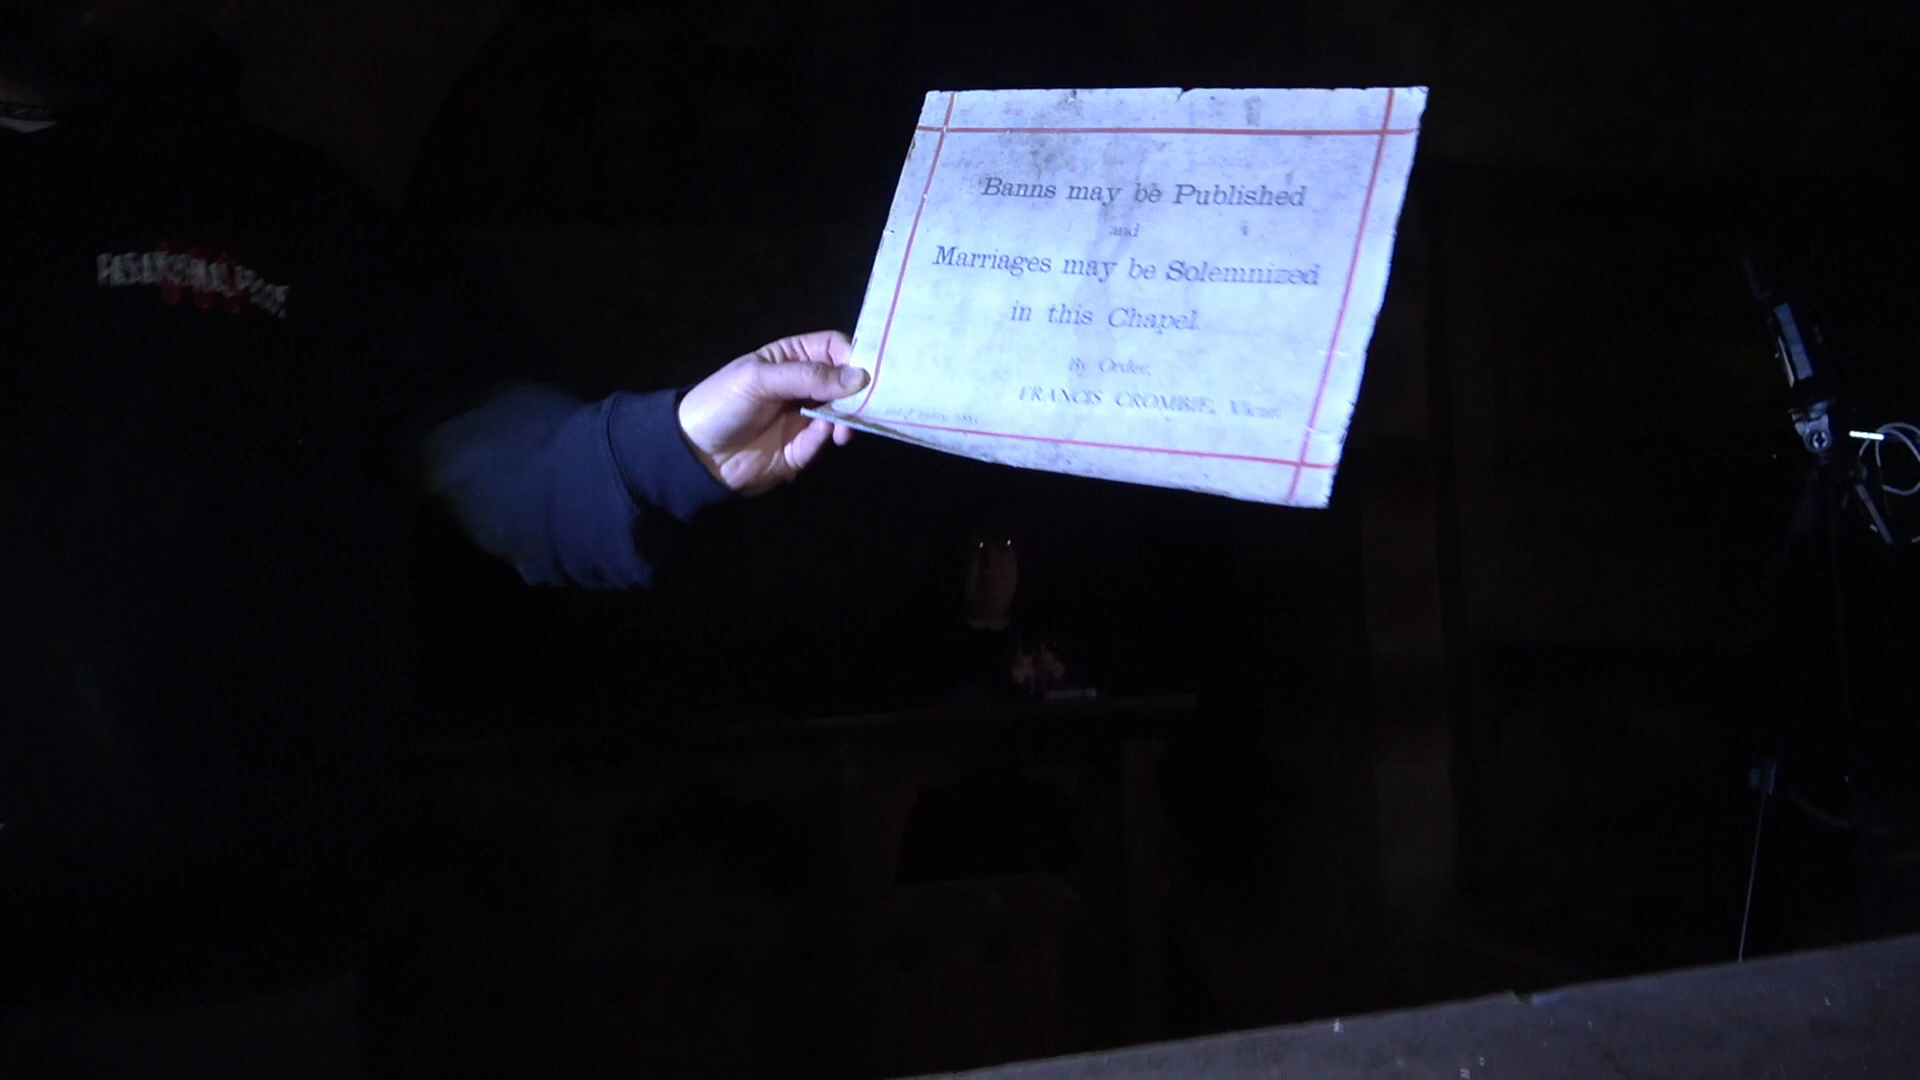 Banns may be Published
and
Marriages may be Solemnized
in this Chapel
By Order,
FRANCIS CROMBIE, Vicar.